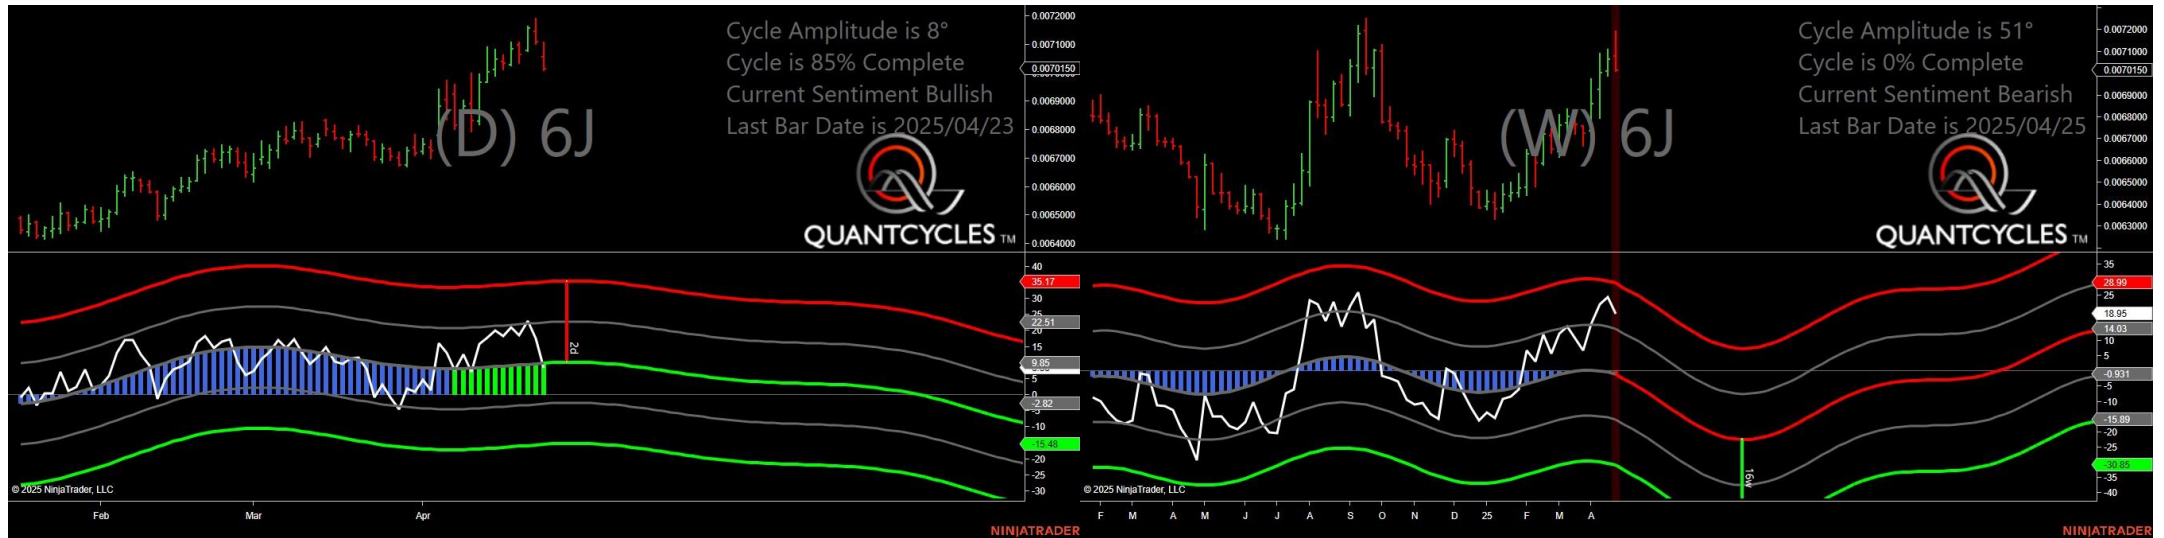 Cycle Amplitude is 8°
Cycle is 85% Complete
Current Sentiment Bullish
Last Bar Date is 2025/04/23
(D) 6J
QUANTCYCLES TM
0.0072000
0.0071000
0.0070150
0.0069000
0.0068000
0.0067000
0.0066000
0.0065000
0.0064000
40
35.17
30
25
22.51
20
15
9.85
5
0
-2.82
-5
-10
-15.48
-20
-25
-30
2d
© 2025 NinjaTrader, LLC
Feb Mar Apr
NINJATRADER
Cycle Amplitude is 51°
Cycle is 0% Complete
Current Sentiment Bearish
Last Bar Date is 2025/04/25
(W) 6J
QUANTCYCLES TM
0.0072000
0.0071000
0.0070150
0.0069000
0.0068000
0.0067000
0.0066000
0.0065000
0.0064000
0.0063000
35
28.99
25
18.95
14.03
10
5
-0.931
-5
-10
-15.89
-20
-25
-30.85
-35
-40
16w
© 2025 NinjaTrader, LLC
F M A M J J A S O N D 25 F M A
NINJATRADER